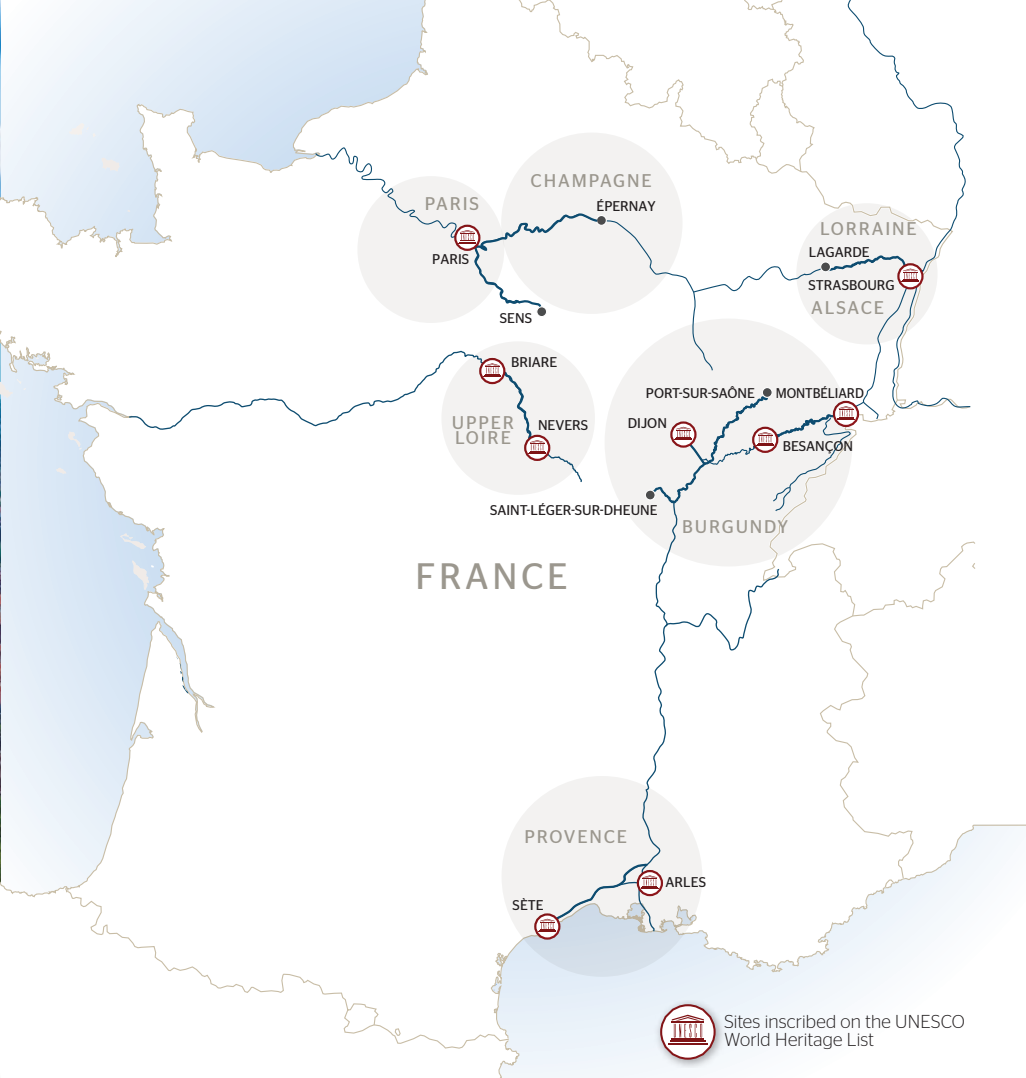 CHAMPAGNE
PARIS
ÉPERNAY
PARIS
SENS
LORRAINE
LAGARDE
STRASBOURG
ALSACE
BRIARE
UPPER
LOIRE
NEVERS
PORT-SUR-SAÔNE
MONTBÉLIARD
DIJON
BESANÇON
SAINT-LÉGER-SUR-DHEUNE
BURGUNDY
FRANCE
PROVENCE
ARLES
SÈTE
UNESCO
Sites inscribed on the UNESCO
World Heritage List